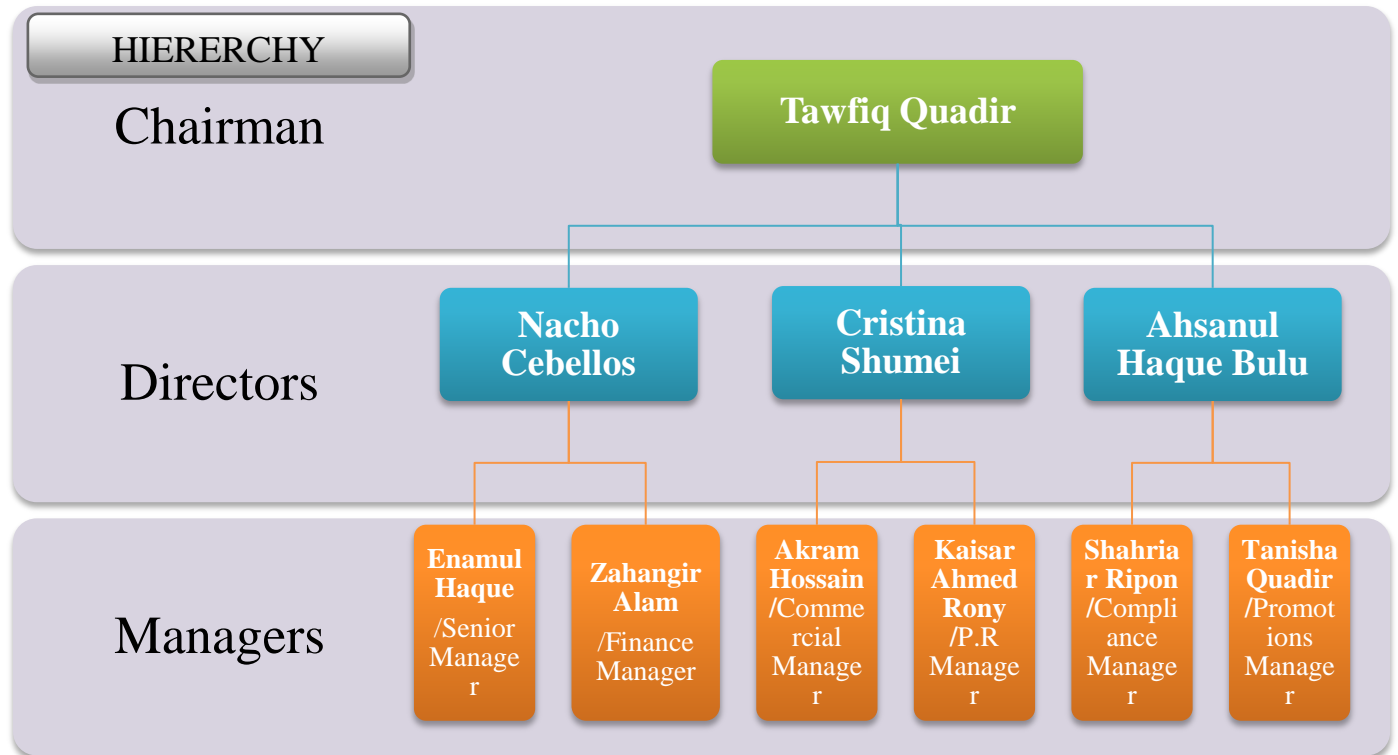 HIERERCHY
Chairman
Tawfiq Quadir
Directors
Nacho
Cebellos
Cristina
Shumei
Ahsanul
Haque Bulu
Managers
Enamul
Haque
/Senior
Manage
r
Zahangir
Alam
/Finance
Manager
Akram
Hossain
/Comme
rcial
Manage
r
Kaisar
Ahmed
Rony
/P.R
Manage
r
Shahria
r Ripon
/Compli
ance
Manage
r
Tanisha
Quadir
/Promot
ions
Manage
r